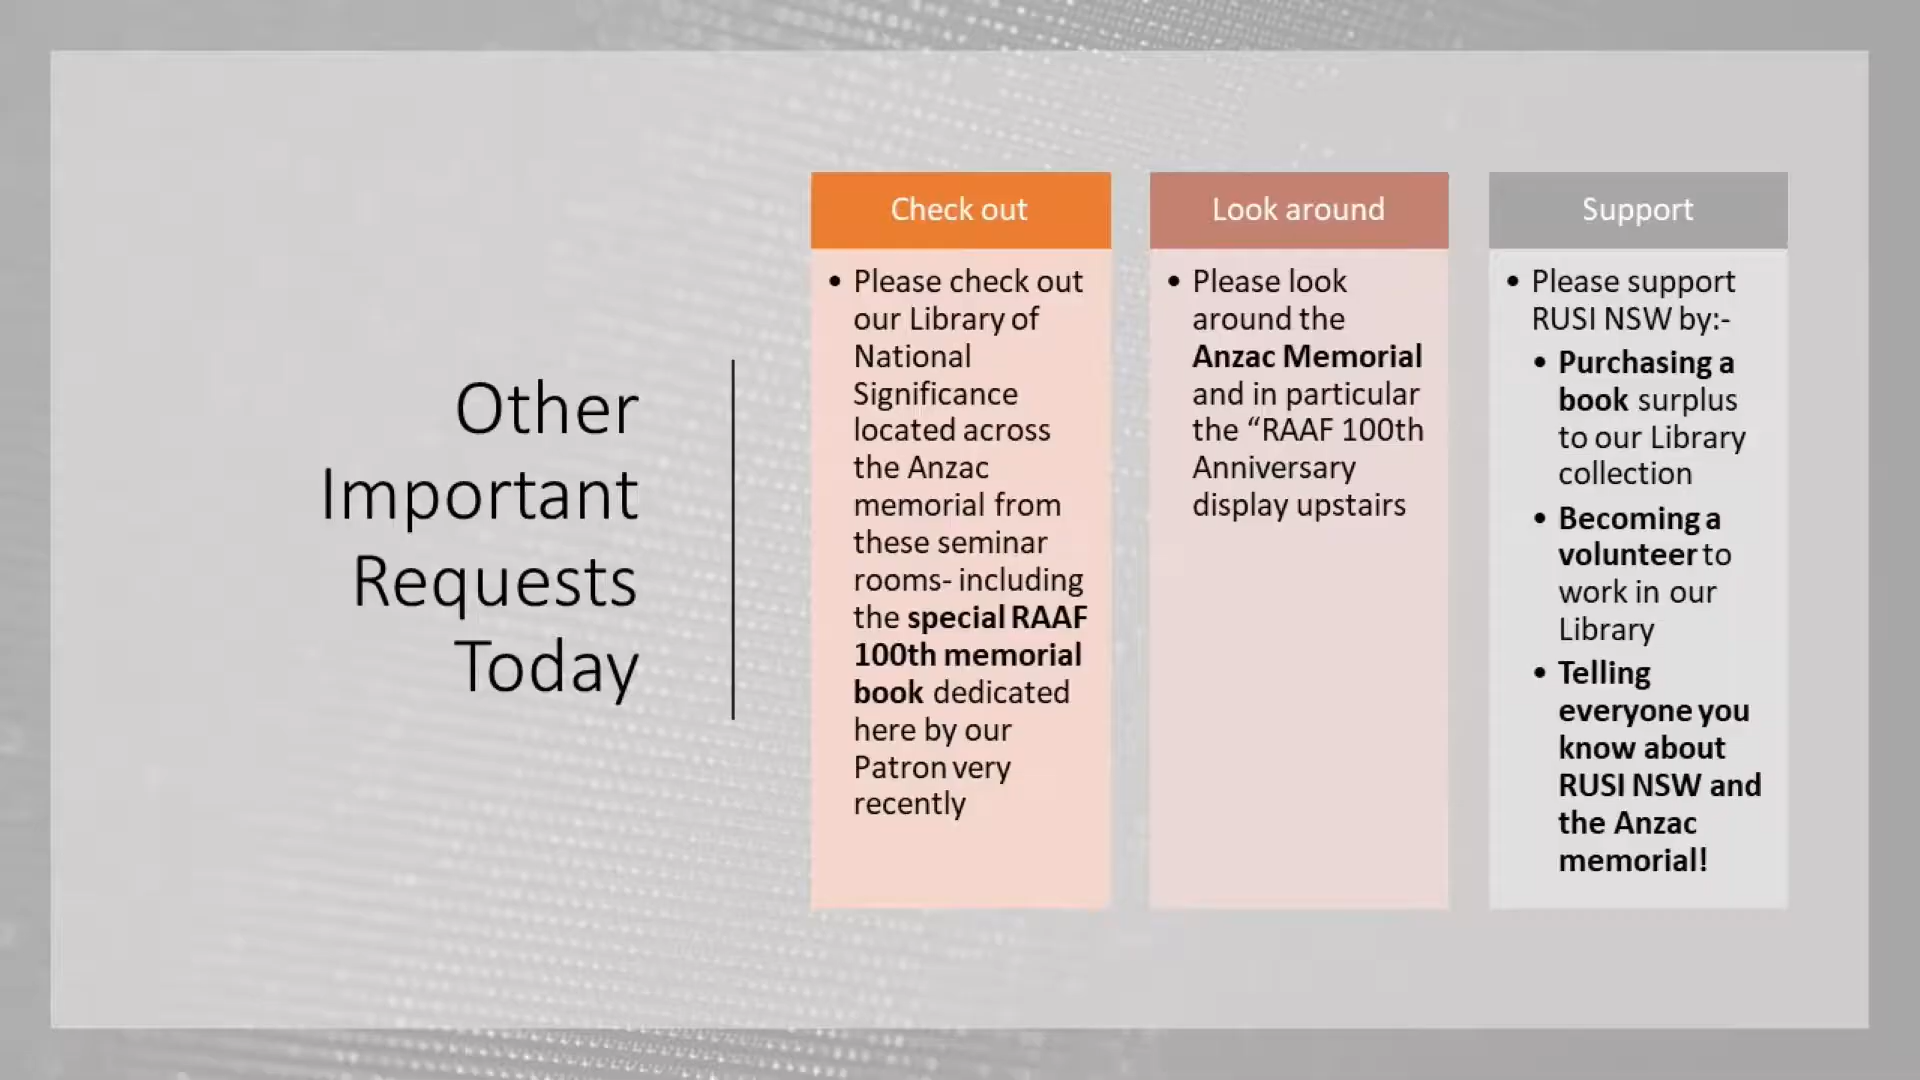 Other
Important
Requests
Today
Check out
• Please check out
our Library of
National
Significance
located across
the Anzac
memorial from
these seminar
rooms- including
the special RAAF
100th memorial
book dedicated
here by our
Patron very
recently
Look around
• Please look
around the
Anzac Memorial
and in particular
the “RAAF 100th
Anniversary
display upstairs
Support
• Please support
RUSI NSW by:-
• Purchasing a
book surplus
to our Library
collection
• Becoming a
volunteer to
work in our
Library
• Telling
everyone you
know about
RUSI NSW and
the Anzac
memorial!